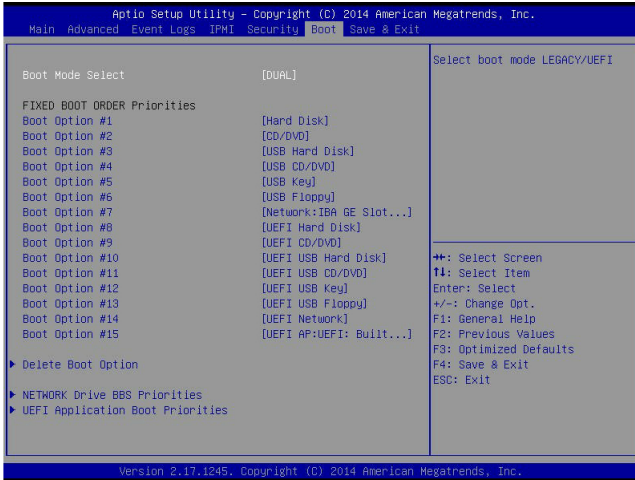 Aptio Setup Utility – Copyright (C) 2014 American Megatrends, Inc.
Main Advanced Event Logs IPMI Security Boot Save & Exit
Boot Mode Select [DUAL]
FIXED BOOT ORDER Priorities
Boot Option #1 [Hard Disk]
Boot Option #2 [CD/DVD]
Boot Option #3 [USB Hard Disk]
Boot Option #4 [USB CD/DVD]
Boot Option #5 [USB Key]
Boot Option #6 [USB Floppy]
Boot Option #7 [Network:IBA GE Slot...]
Boot Option #8 [UEFI Hard Disk]
Boot Option #9 [UEFI CD/DVD]
Boot Option #10 [UEFI USB Hard Disk]
Boot Option #11 [UEFI USB CD/DVD]
Boot Option #12 [UEFI USB Key]
Boot Option #13 [UEFI USB Floppy]
Boot Option #14 [UEFI Network]
Boot Option #15 [UEFI AP:UEFI: Built...]
Delete Boot Option
NETWORK Drive BBS Priorities
UEFI Application Boot Priorities
Select boot mode LEGACY/UEFI
→←: Select Screen
↑↓: Select Item
Enter: Select
+/-: Change Opt.
F1: General Help
F2: Previous Values
F3: Optimized Defaults
F4: Save & Exit
ESC: Exit
Version 2.17.1245. Copyright (C) 2014 American Megatrends, Inc.